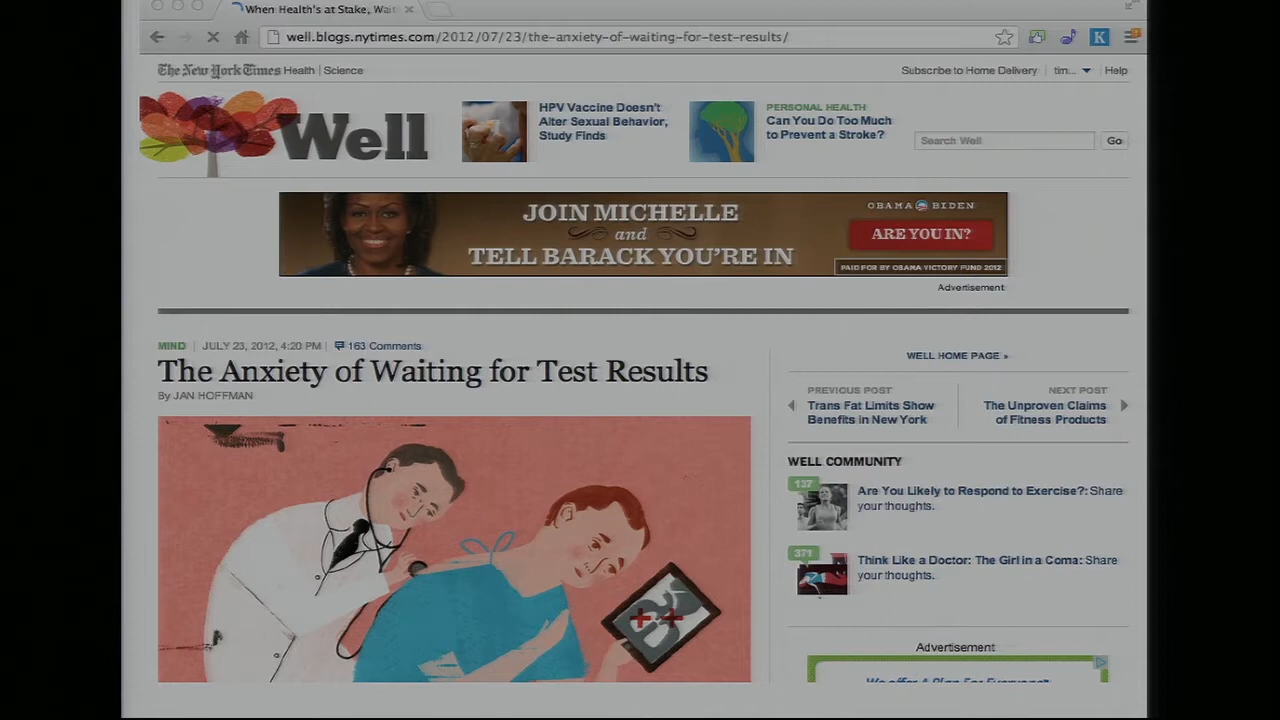 When Health's at Stake, Wait
well.blogs.nytimes.com/2012/07/23/the-anxiety-of-waiting-for-test-results/
The New York Times Health | Science
Subscribe to Home Delivery | tim... Help
Well
HPV Vaccine Doesn't
Alter Sexual Behavior,
Study Finds
PERSONAL HEALTH
Can You Do Too Much
to Prevent a Stroke?
Search Well
Go
JOIN MICHELLE
and
TELL BARACK YOU'RE IN
OBAMA BIDEN
ARE YOU IN?
PAID FOR BY OBAMA VICTORY FUND 2012
Advertisement
MIND | JULY 23, 2012, 4:20 PM | 163 Comments
The Anxiety of Waiting for Test Results
By JAN HOFFMAN
WELL HOME PAGE »
PREVIOUS POST
Trans Fat Limits Show
Benefits in New York
NEXT POST
The Unproven Claims
of Fitness Products
WELL COMMUNITY
137
Are You Likely to Respond to Exercise?: Share
your thoughts.
371
Think Like a Doctor: The Girl in a Coma: Share
your thoughts.
Advertisement
We offer A Plan For Everyone"